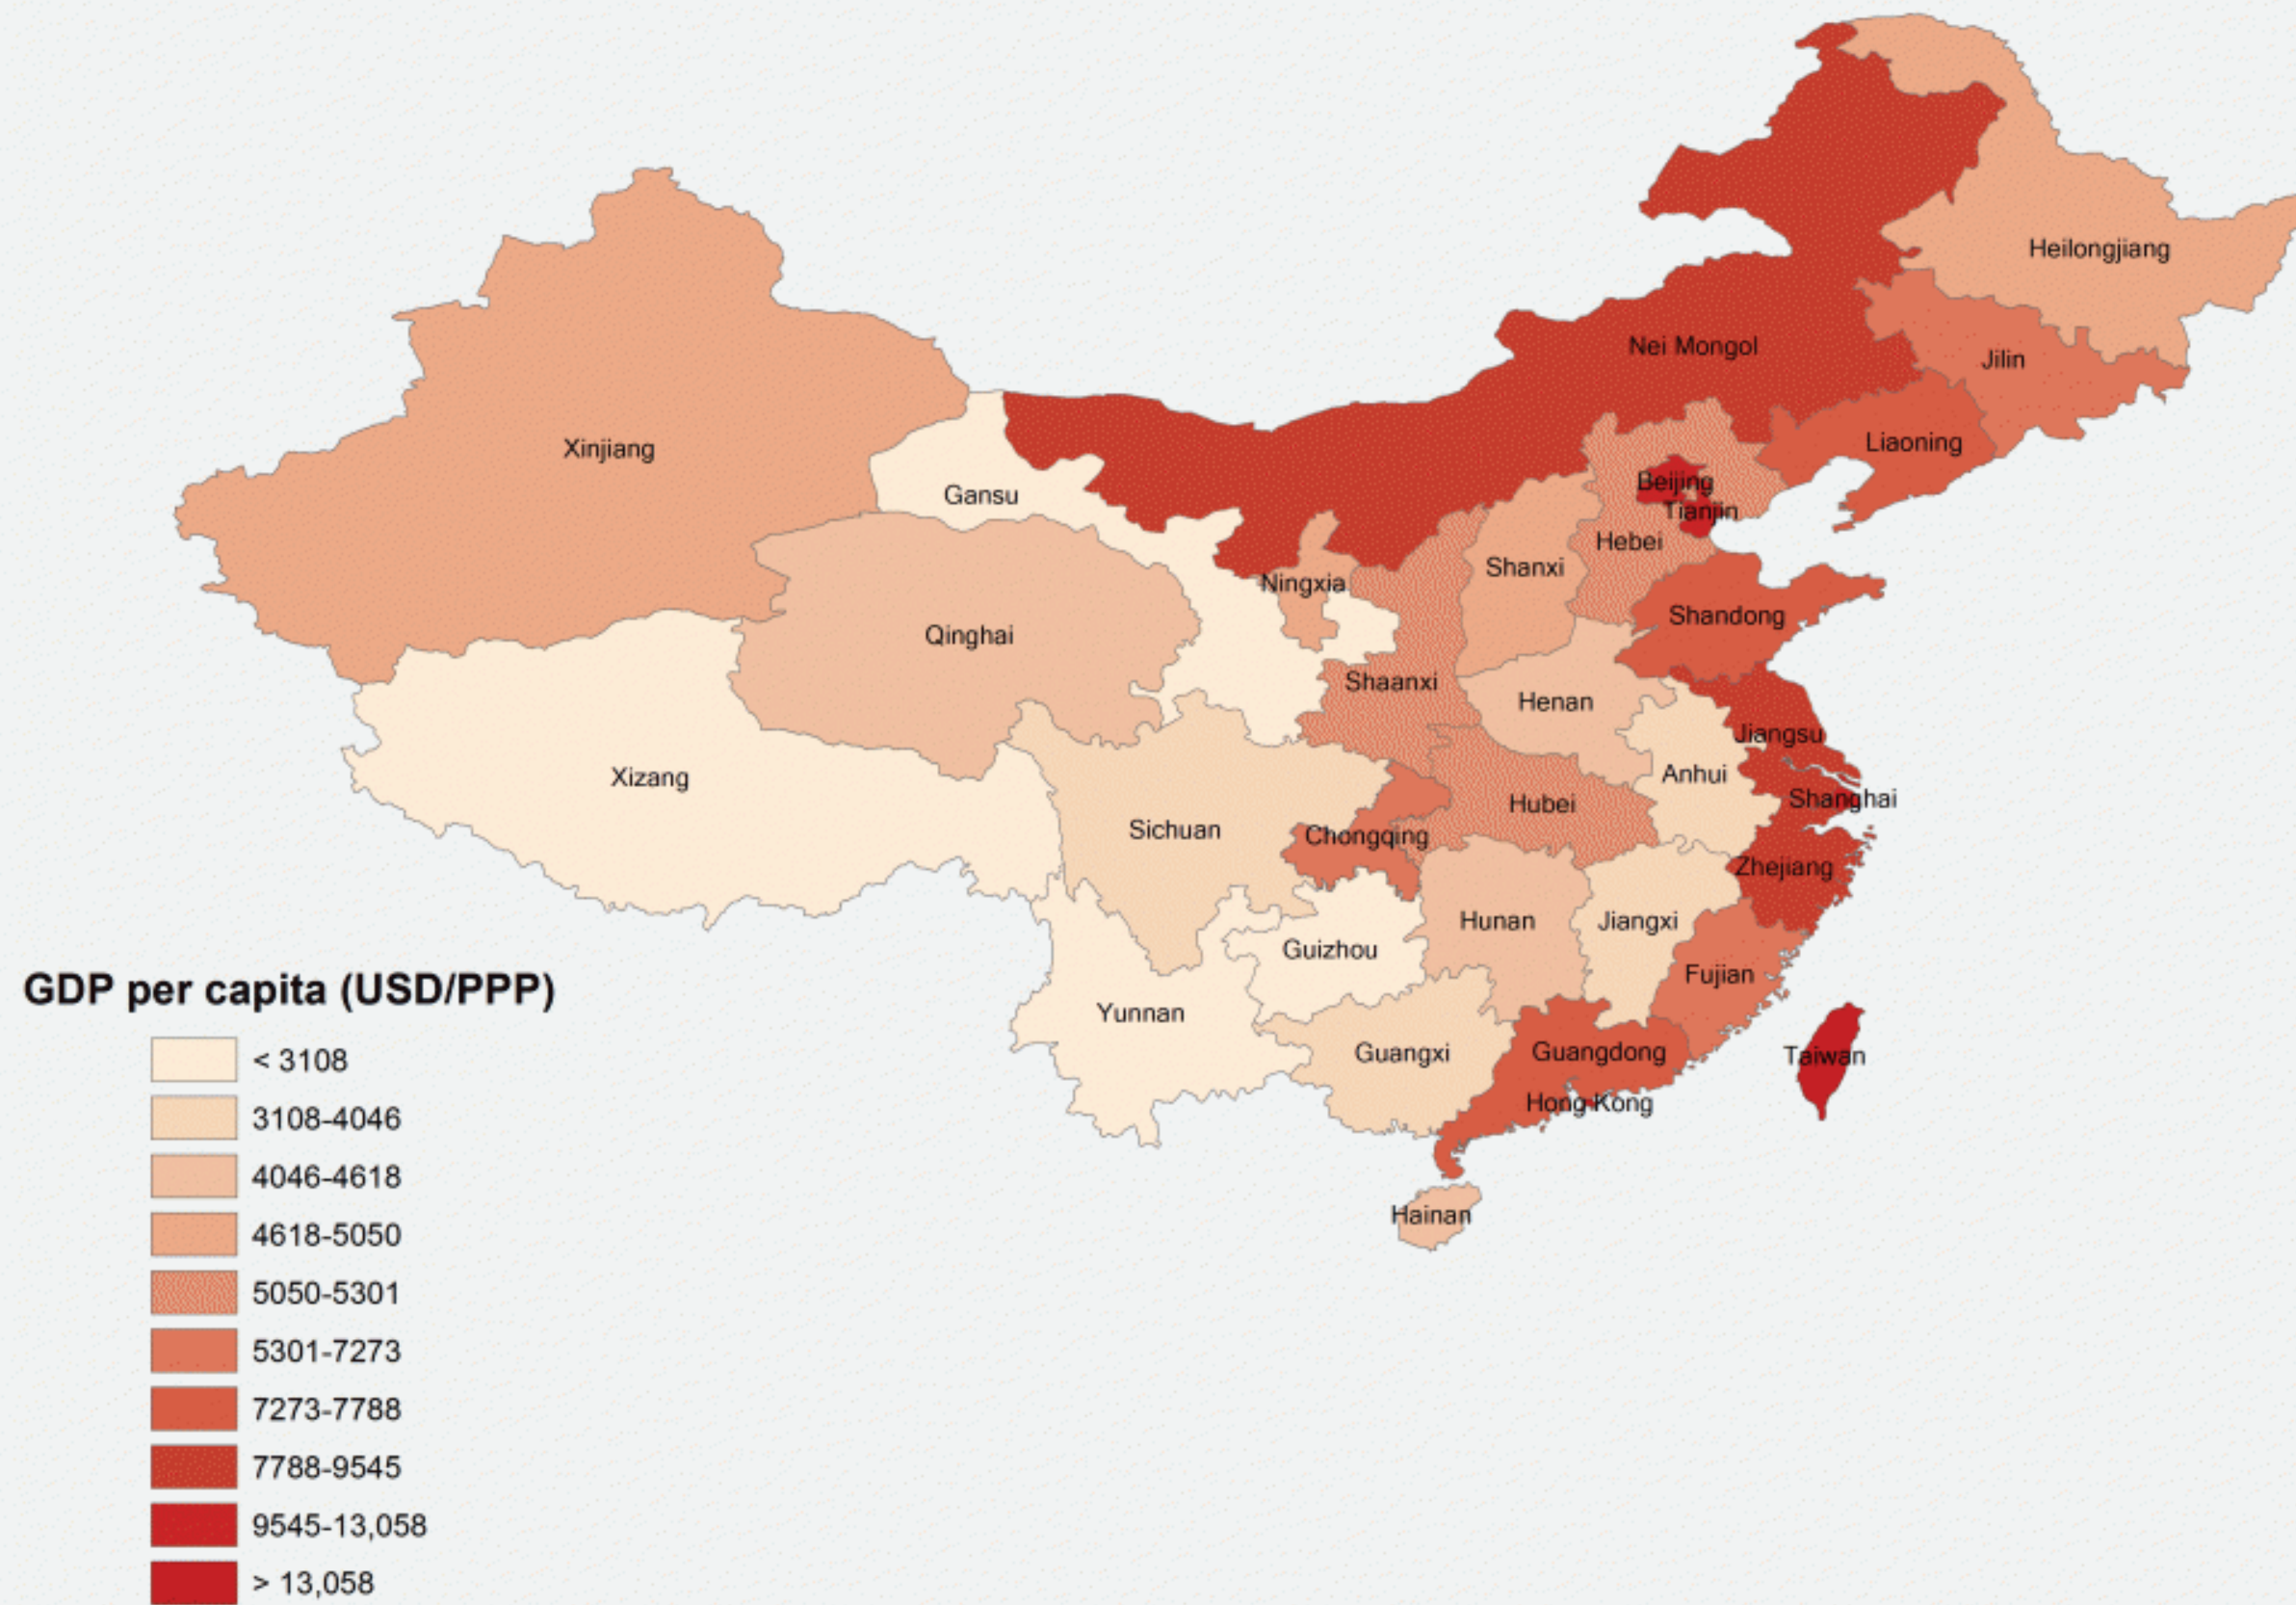 Heilongjiang
Nei Mongol
Jilin
Xinjiang
Liaoning
Gansu
Beijing
Tianjin
Hebei
Shanxi
Ningxia
Shandong
Qinghai
Shaanxi
Henan
Jiangsu
Xizang
Anhui
Shanghai
Hubei
Sichuan
Chongqing
Zhejiang
Hunan
Jiangxi
Guizhou
Fujian
Yunnan
Guangxi
Guangdong
Taiwan
Hong Kong
Hainan
GDP per capita (USD/PPP)
< 3108
3108-4046
4046-4618
4618-5050
5050-5301
5301-7273
7273-7788
7788-9545
9545-13,058
> 13,058